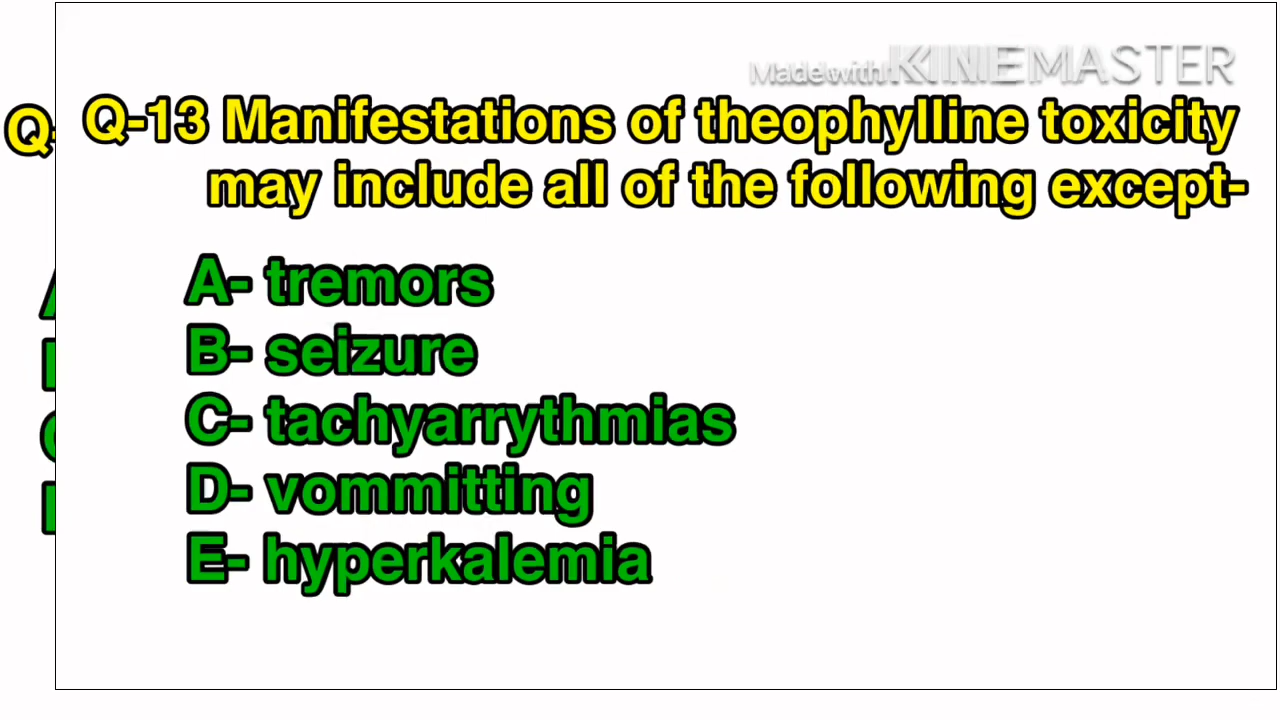 Made with KINEMASTER
Q-
Q-13 Manifestations of theophylline toxicity
may include all of the following except-
A- tremors
B- seizure
C- tachyarrythmias
D- vommitting
E- hyperkalemia